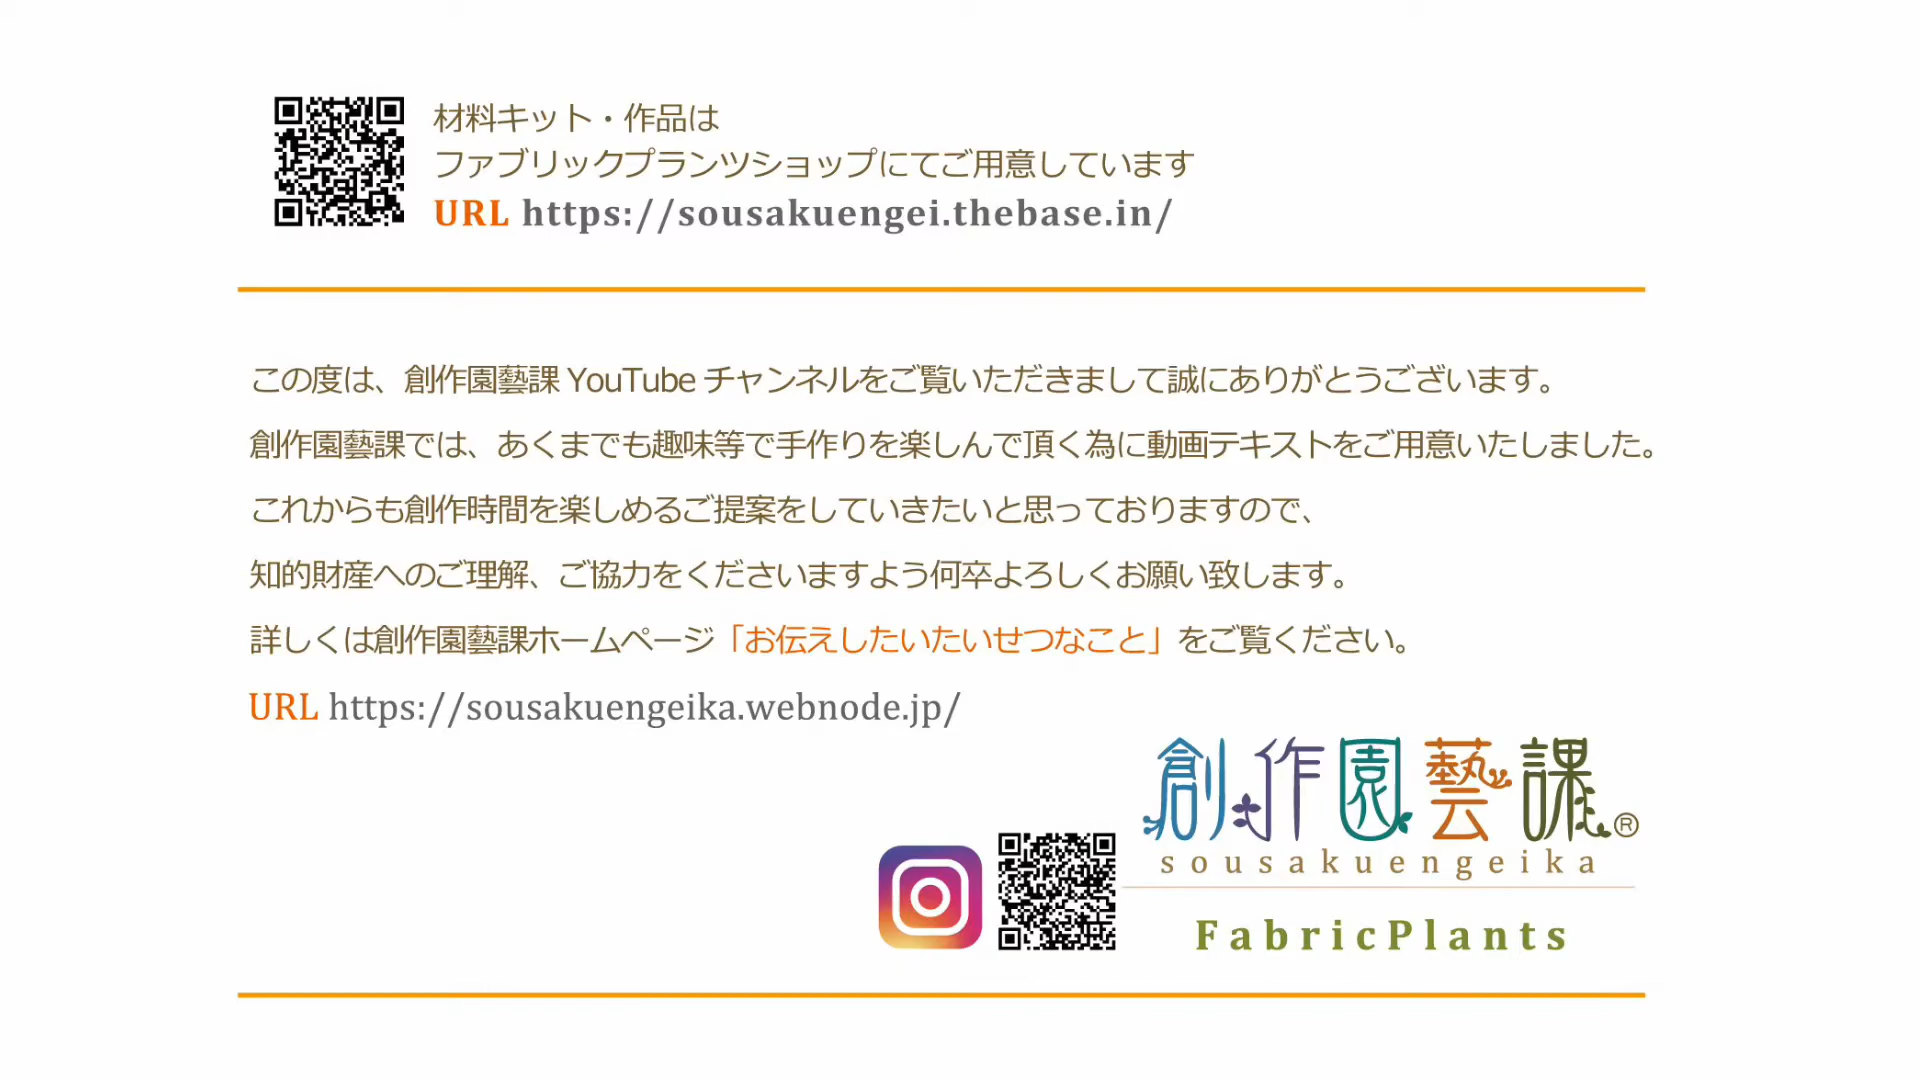 材料キット・作品は
ファブリックプランツショップにてご用意しています
URL https://sousakuengei.thebase.in/
この度は、創作園藝課 YouTube チャンネルをご覧いただきまして誠にありがとうございます。
創作園藝課では、あくまでも趣味等で手作りを楽しんで頂く為に動画テキストをご用意いたしました。
これからも創作時間を楽しめるご提案をしていきたいと思っておりますので、
知的財産へのご理解、ご協力をくださいますよう何卒よろしくお願い致します。
詳しくは創作園藝課ホームページ「お伝えしたいたいせつなこと」をご覧ください。
URL https://sousakuengeika.webnode.jp/
創作園藝課®
sousakuengeika
FabricPlants